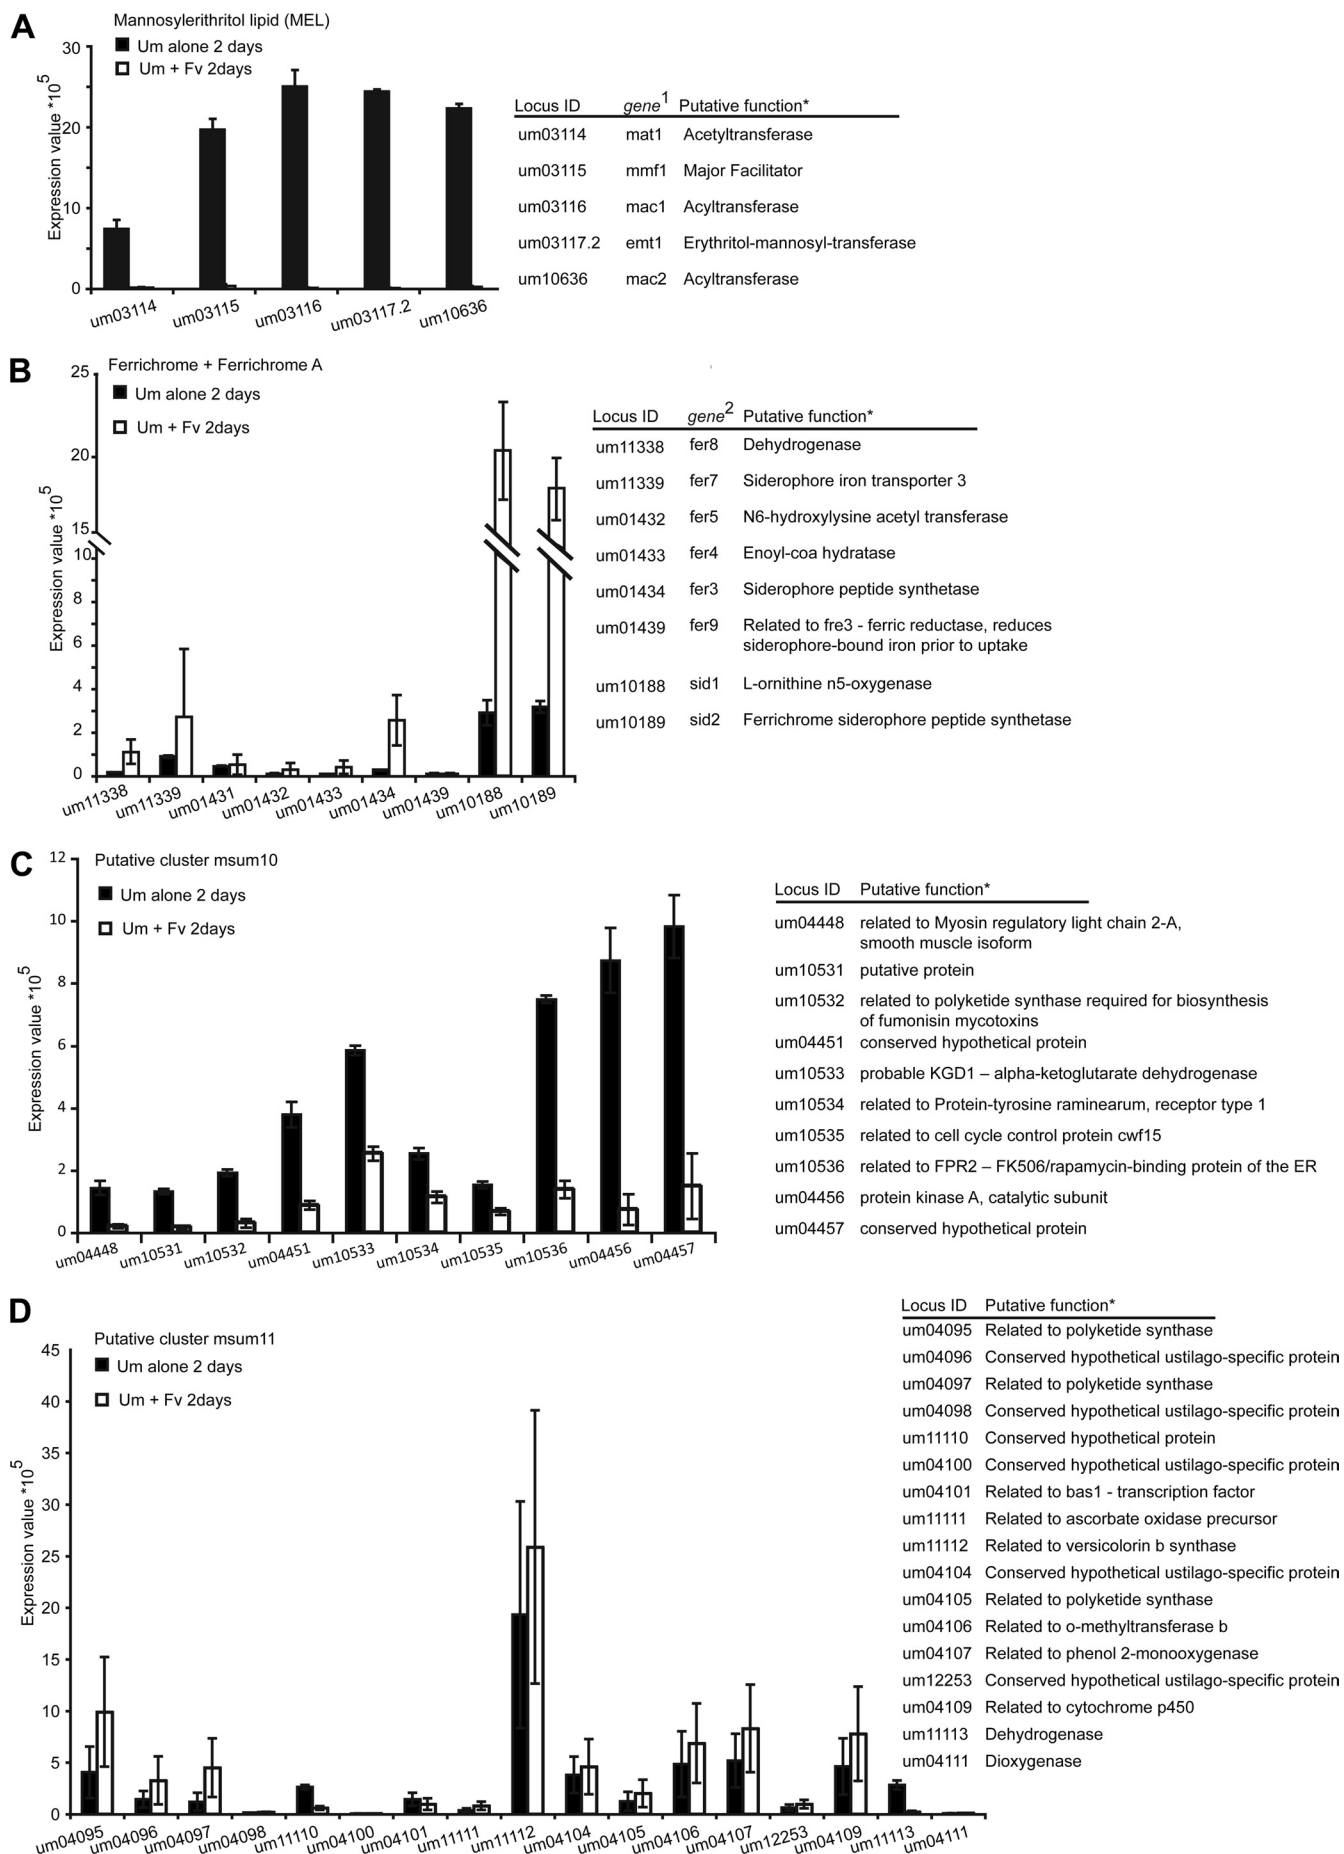 A
Mannosylerithritol lipid (MEL)
Um alone 2 days
Um + Fv 2days
Expression value *10^5
30
20
10
0
um03114 um03115 um03116 um03117.2 um10636
Locus ID gene^1 Putative function*
um03114 mat1 Acetyltransferase
um03115 mmf1 Major Facilitator
um03116 mac1 Acyltransferase
um03117.2 emt1 Erythritol-mannosyl-transferase
um10636 mac2 Acyltransferase
B
Ferrichrome + Ferrichrome A
Um alone 2 days
Um + Fv 2days
Expression value *10^5
25
20
15
10
8
6
4
2
0
um11338 um11339 um01431 um01432 um01433 um01434 um01439 um10188 um10189
Locus ID gene^2 Putative function*
um11338 fer8 Dehydrogenase
um11339 fer7 Siderophore iron transporter 3
um01432 fer5 N6-hydroxylysine acetyl transferase
um01433 fer4 Enoyl-coa hydratase
um01434 fer3 Siderophore peptide synthetase
um01439 fer9 Related to fre3 - ferric reductase, reduces
siderophore-bound iron prior to uptake
um10188 sid1 L-ornithine n5-oxygenase
um10189 sid2 Ferrichrome siderophore peptide synthetase
C
Putative cluster msum10
Um alone 2 days
Um + Fv 2days
Expression value *10^5
12
10
8
6
4
2
0
um04448 um10531 um10532 um04451 um10533 um10534 um10535 um10536 um04456 um04457
Locus ID Putative function*
um04448 related to Myosin regulatory light chain 2-A,
smooth muscle isoform
um10531 putative protein
um10532 related to polyketide synthase required for biosynthesis
of fumonisin mycotoxins
um04451 conserved hypothetical protein
um10533 probable KGD1 – alpha-ketoglutarate dehydrogenase
um10534 related to Protein-tyrosine raminearum, receptor type 1
um10535 related to cell cycle control protein cwf15
um10536 related to FPR2 – FK506/rapamycin-binding protein of the ER
um04456 protein kinase A, catalytic subunit
um04457 conserved hypothetical protein
D
Putative cluster msum11
Um alone 2 days
Um + Fv 2days
Expression value *10^5
45
40
35
30
25
20
15
10
5
0
um04095 um04096 um04097 um04098 um11110 um04100 um04101 um11111 um11112 um04104 um04105 um04106 um04107 um12253 um04109 um11113 um04111
Locus ID Putative function*
um04095 Related to polyketide synthase
um04096 Conserved hypothetical ustilago-specific protein
um04097 Related to polyketide synthase
um04098 Conserved hypothetical ustilago-specific protein
um11110 Conserved hypothetical protein
um04100 Conserved hypothetical ustilago-specific protein
um04101 Related to bas1 - transcription factor
um11111 Related to ascorbate oxidase precursor
um11112 Related to versicolorin b synthase
um04104 Conserved hypothetical ustilago-specific protein
um04105 Related to polyketide synthase
um04106 Related to o-methyltransferase b
um04107 Related to phenol 2-monooxygenase
um12253 Conserved hypothetical ustilago-specific protein
um04109 Related to cytochrome p450
um11113 Dehydrogenase
um04111 Dioxygenase